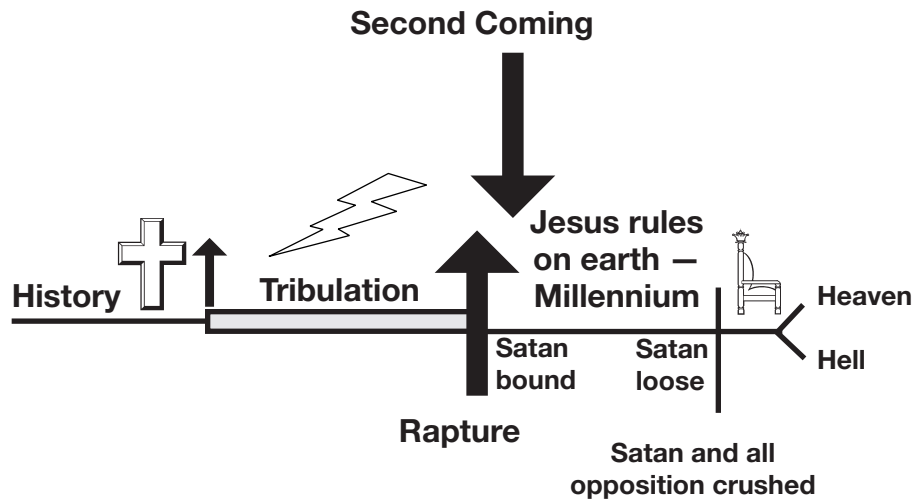 Second Coming
Jesus rules
on earth —
Millennium
History
Tribulation
Heaven
Hell
Satan
bound
Satan
loose
Rapture
Satan and all
opposition crushed